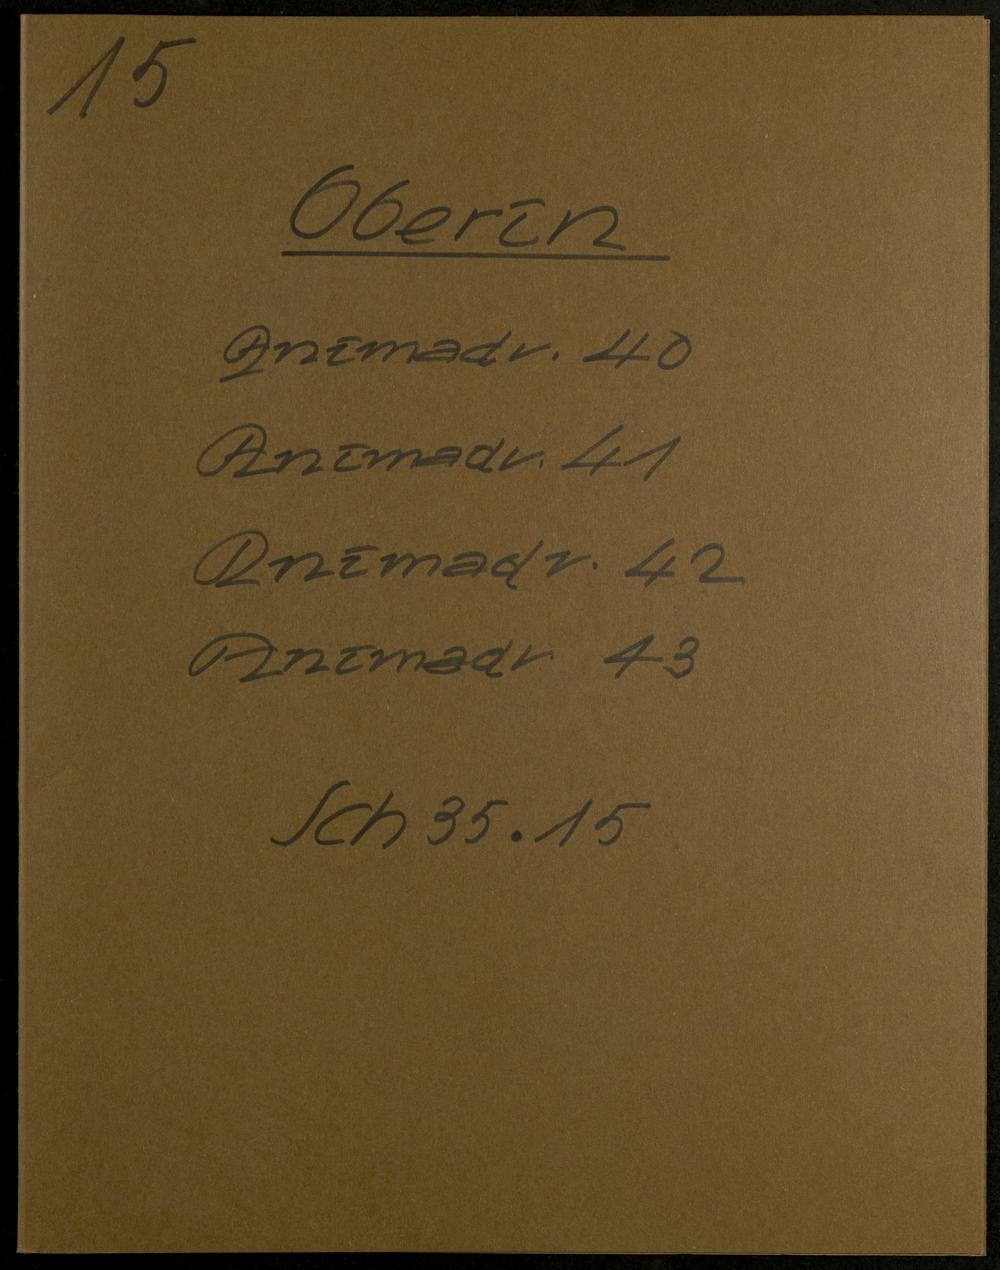 15
Oberin
Animadv. 40
Animadv. 41
Animadv. 42
Animadv. 43
Sch 35.15